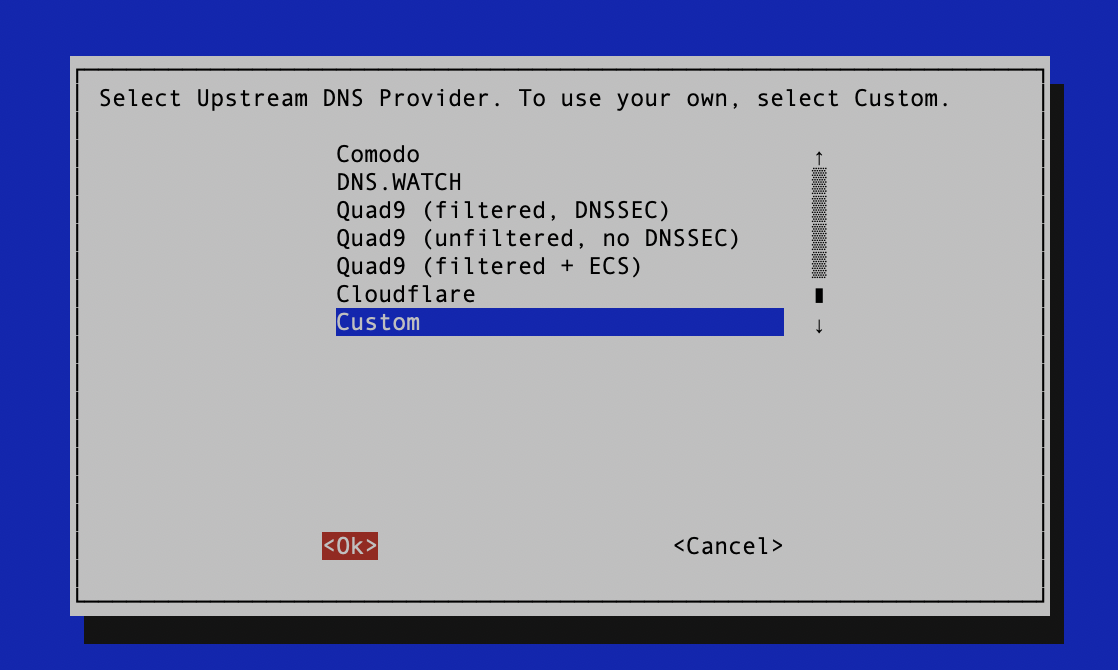 Select Upstream DNS Provider. To use your own, select Custom.
Comodo
DNS.WATCH
Quad9 (filtered, DNSSEC)
Quad9 (unfiltered, no DNSSEC)
Quad9 (filtered + ECS)
Cloudflare
Custom
<Ok> <Cancel>